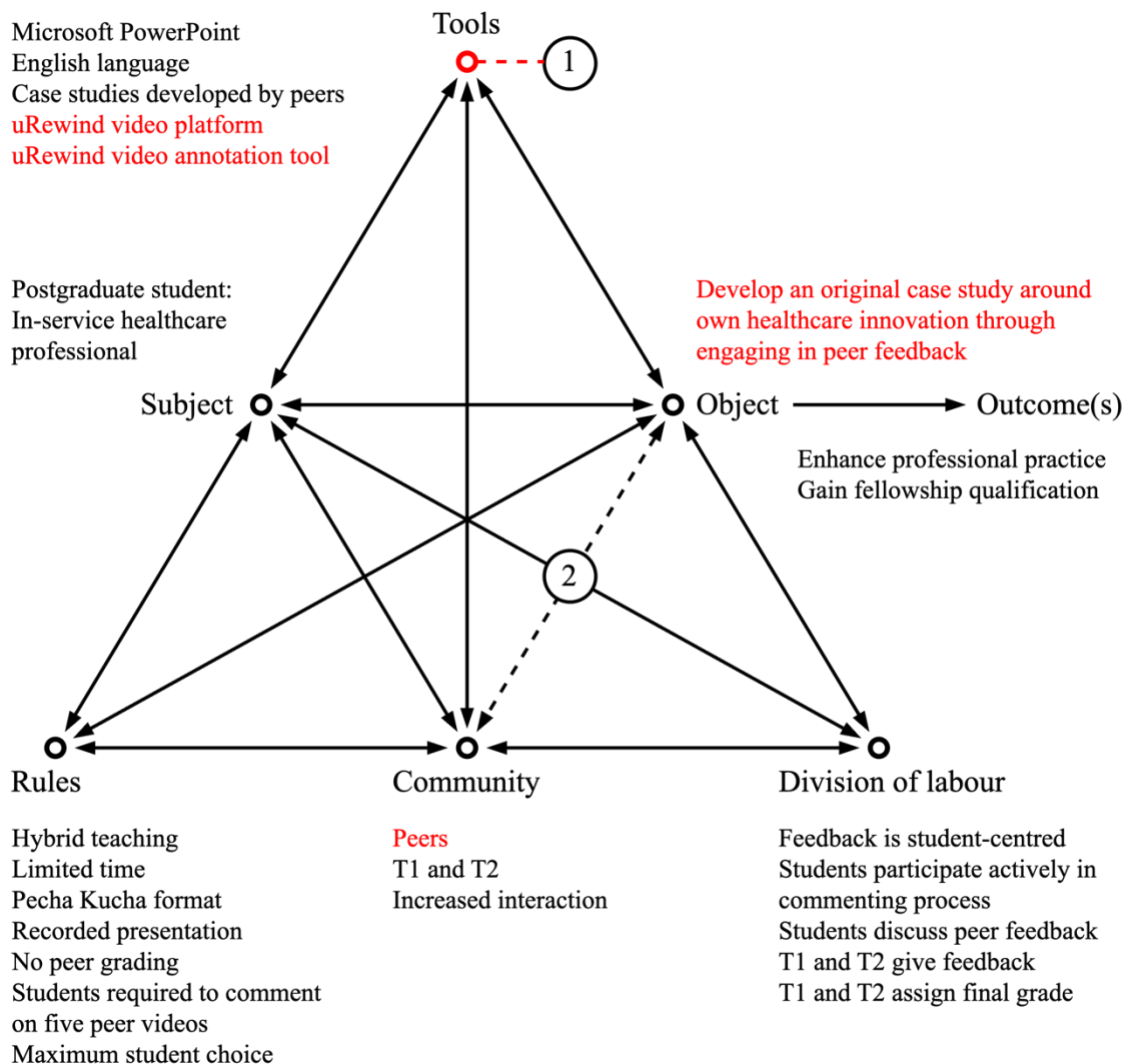 Tools
Microsoft PowerPoint
English language
Case studies developed by peers
uRewind video platform
uRewind video annotation tool
1
Postgraduate student:
In-service healthcare
professional
Develop an original case study around
own healthcare innovation through
engaging in peer feedback
Subject
Object
Outcome(s)
Enhance professional practice
Gain fellowship qualification
2
Rules
Hybrid teaching
Limited time
Pecha Kucha format
Recorded presentation
No peer grading
Students required to comment
on five peer videos
Maximum student choice
Community
Peers
T1 and T2
Increased interaction
Division of labour
Feedback is student-centred
Students participate actively in
commenting process
Students discuss peer feedback
T1 and T2 give feedback
T1 and T2 assign final grade